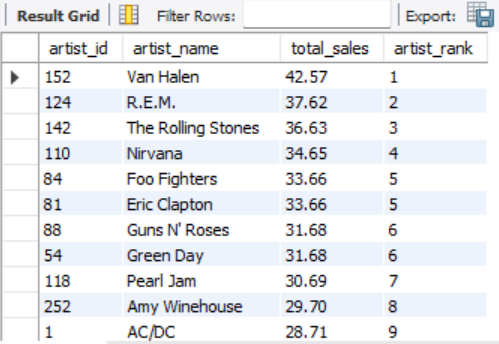 Result Grid Filter Rows: Export:
artist_id artist_name total_sales artist_rank
152 Van Halen 42.57 1
124 R.E.M. 37.62 2
142 The Rolling Stones 36.63 3
110 Nirvana 34.65 4
84 Foo Fighters 33.66 5
81 Eric Clapton 33.66 5
88 Guns N' Roses 31.68 6
54 Green Day 31.68 6
118 Pearl Jam 30.69 7
252 Amy Winehouse 29.70 8
1 AC/DC 28.71 9